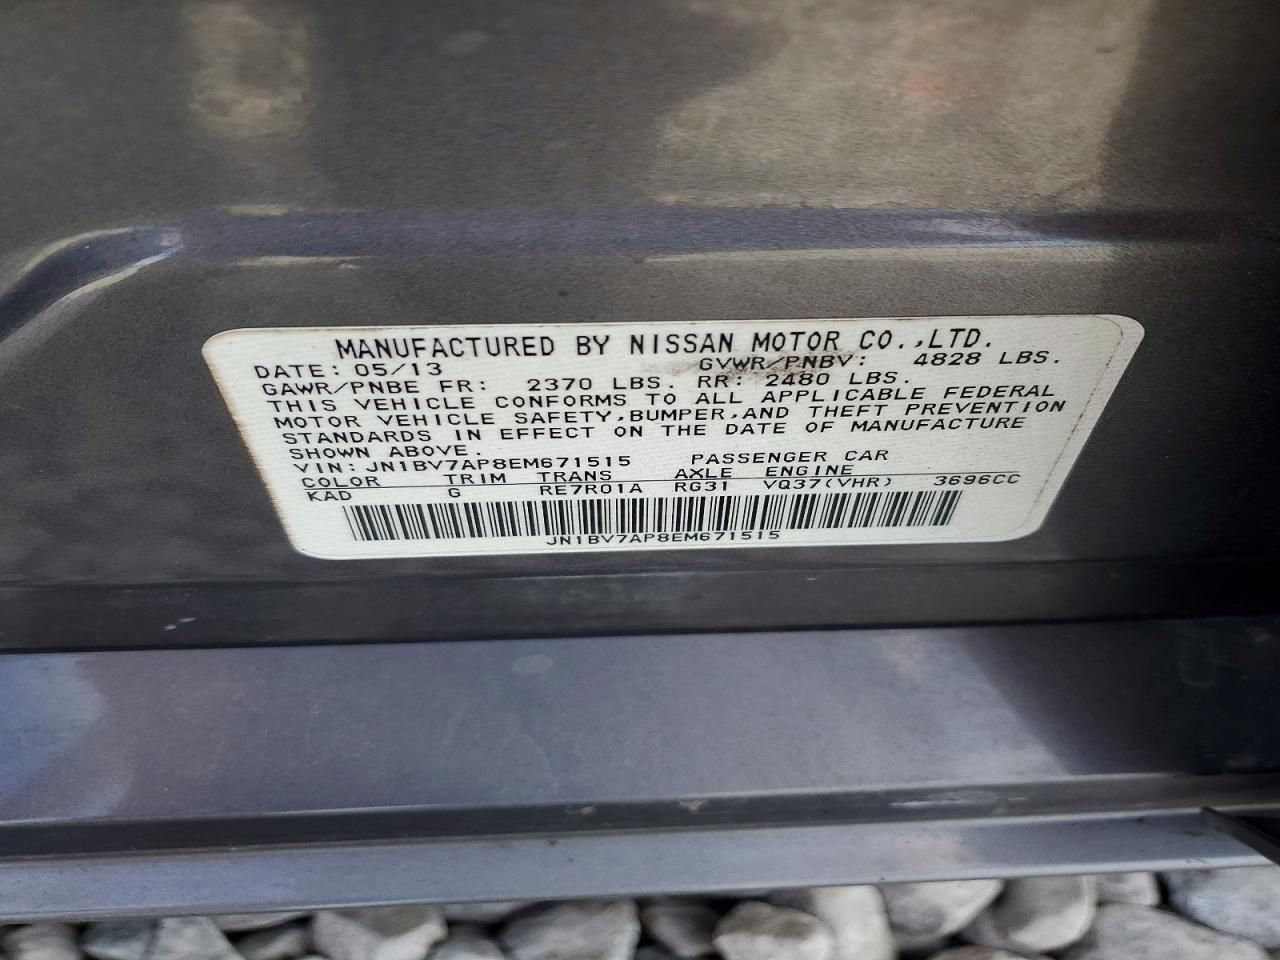 MANUFACTURED BY NISSAN MOTOR CO.,LTD.
DATE: 05/13 GVWR/PNBV: 4828 LBS.
GAWR/PNBE FR: 2370 LBS. RR: 2480 LBS.
THIS VEHICLE CONFORMS TO ALL APPLICABLE FEDERAL
MOTOR VEHICLE SAFETY,BUMPER,AND THEFT PREVENTION
STANDARDS IN EFFECT ON THE DATE OF MANUFACTURE
SHOWN ABOVE.
VIN: JN1BV7AP8EM671515 PASSENGER CAR
COLOR TRIM TRANS AXLE ENGINE
KAD G RE7R01A RG31 VQ37(VHR) 3696CC
JN1BV7AP8EM671515